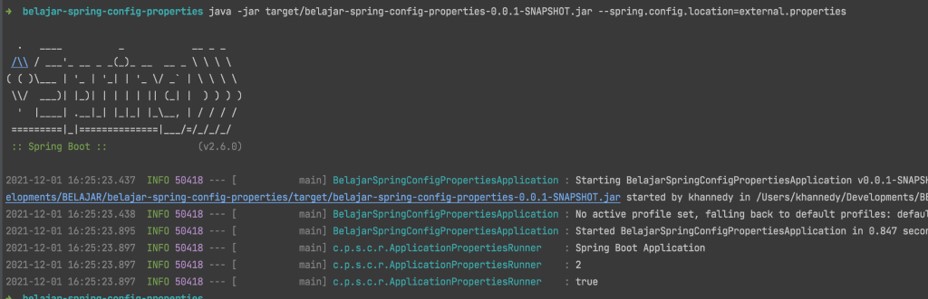 ➜ belajar-spring-config-properties java -jar target/belajar-spring-config-properties-0.0.1-SNAPSHOT.jar --spring.config.location=external.properties
  .   ____          _            __ _ _
 /\\ / ___'_ __ _ _(_)_ __  __ _ \ \ \ \
( ( )\___ | '_ | '_| | '_ \/ _` | \ \ \ \
 \\/  ___)| |_)| | | | | || (_| |  ) ) ) )
  '  |____| .__|_| |_|_| |_\__, | / / / /
 =========|_|==============|___/=/_/_/_/
 :: Spring Boot ::                (v2.6.0)
2021-12-01 16:25:23.437  INFO 50418 --- [           main] BelajarSpringConfigPropertiesApplication : Starting BelajarSpringConfigPropertiesApplication v0.0.1-SNAPSH
elopments/BELAJAR/belajar-spring-config-properties/target/belajar-spring-config-properties-0.0.1-SNAPSHOT.jar started by khannedy in /Users/khannedy/Developments/BE
2021-12-01 16:25:23.438  INFO 50418 --- [           main] BelajarSpringConfigPropertiesApplication : No active profile set, falling back to default profiles: defaul
2021-12-01 16:25:23.895  INFO 50418 --- [           main] BelajarSpringConfigPropertiesApplication : Started BelajarSpringConfigPropertiesApplication in 0.847 secon
2021-12-01 16:25:23.897  INFO 50418 --- [           main] c.p.s.c.r.ApplicationPropertiesRunner    : Spring Boot Application
2021-12-01 16:25:23.897  INFO 50418 --- [           main] c.p.s.c.r.ApplicationPropertiesRunner    : 2
2021-12-01 16:25:23.897  INFO 50418 --- [           main] c.p.s.c.r.ApplicationPropertiesRunner    : true
➜ belajar-spring-config-properties